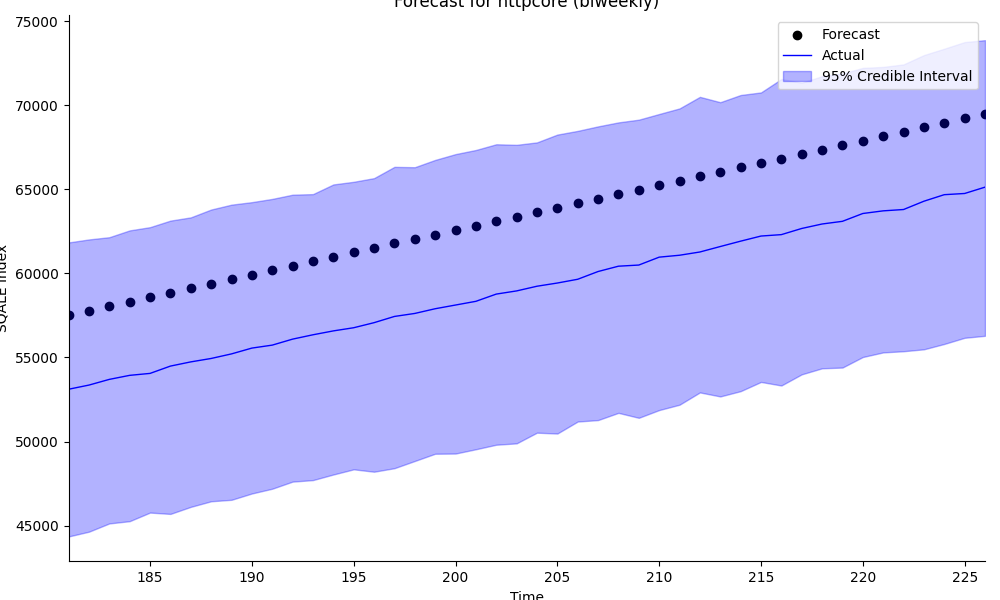 Forecast for httpcore (biweekly)
Forecast
Actual
95% Credible Interval
SQALE Index
75000
70000
65000
60000
55000
50000
45000
185
190
195
200
205
210
215
220
225
Time